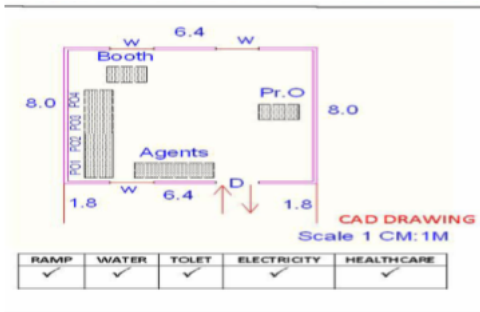 W 6.4 W
Booth
8.0 PO4 Pr.O 8.0
PO3
PO2
PO1
Agents
W 6.4 D
1.8 1.8
CAD DRAWING
Scale 1 CM:1M
RAMP WATER TOLET ELECTRICITY HEALTHCARE
✓ ✓ ✓ ✓ ✓